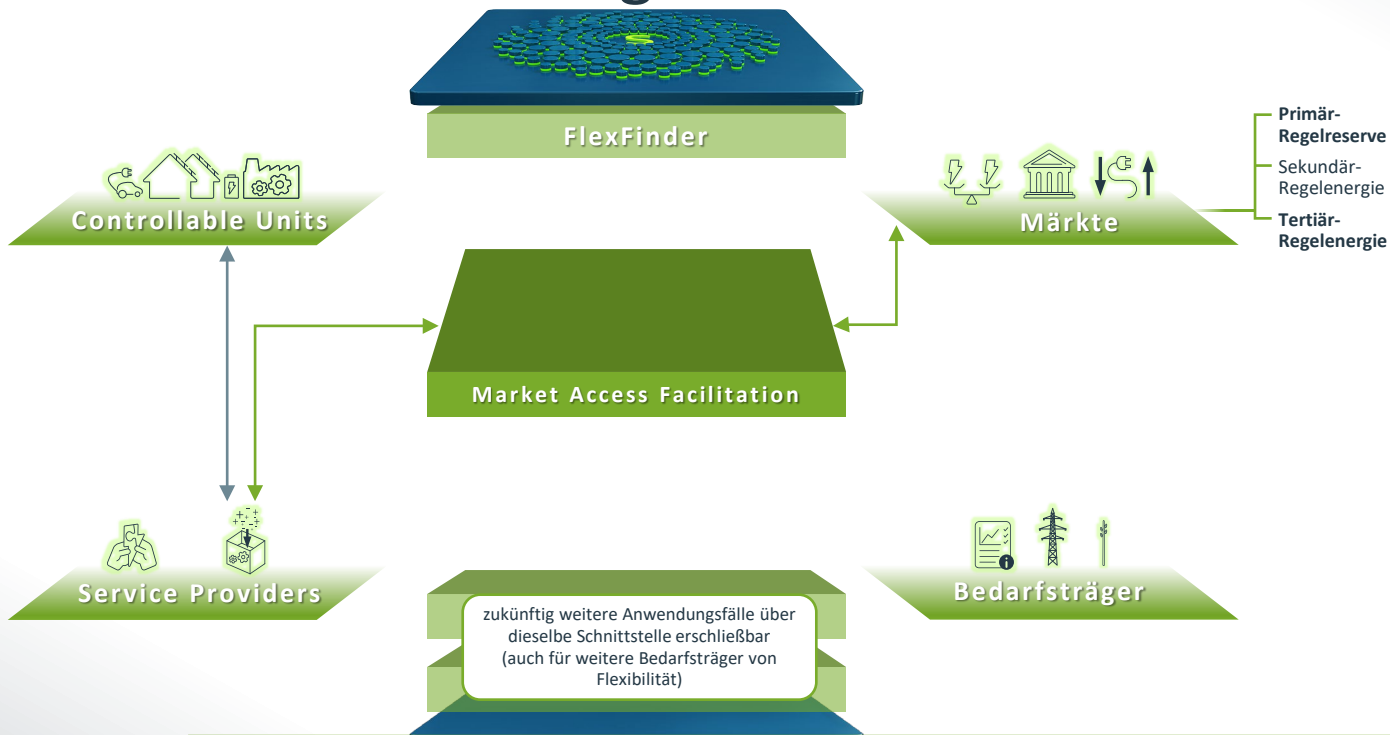 FlexFinder
Controllable Units
Märkte
Primär-
Regelreserve
Sekundär-
Regelenergie
Tertiär-
Regelenergie
Market Access Facilitation
Service Providers
Bedarfsträger
zukünftig weitere Anwendungsfälle über
dieselbe Schnittstelle erschließbar
(auch für weitere Bedarfsträger von
Flexibilität)